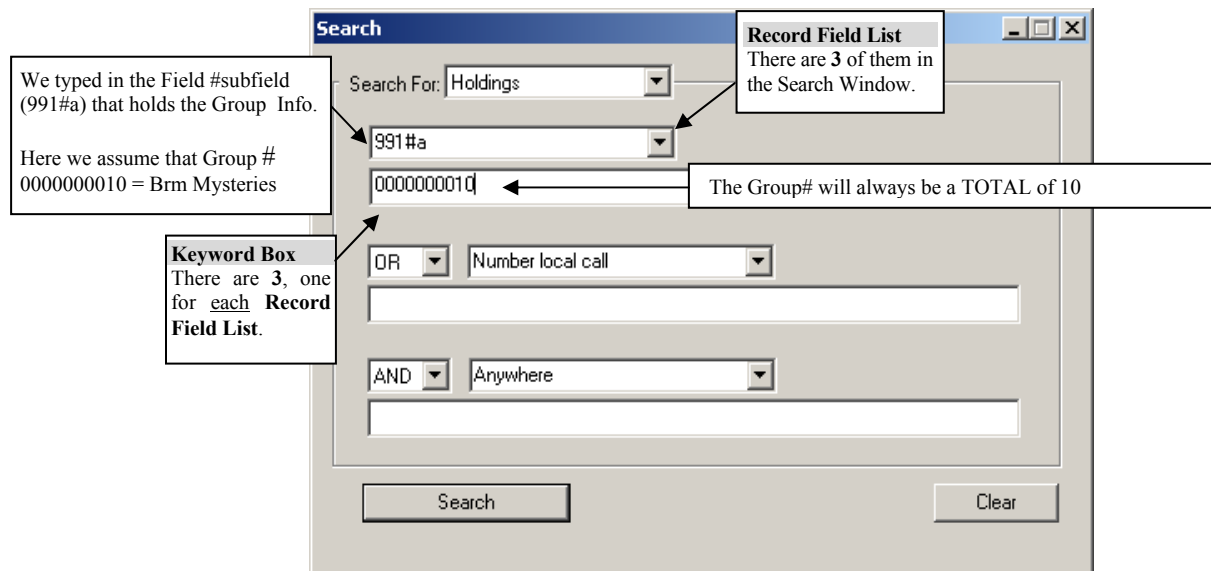 Search
Record Field List
There are 3 of them in
the Search Window.
We typed in the Field #subfield
(991#a) that holds the Group Info.
Here we assume that Group #
0000000010 = Brm Mysteries
Search For: Holdings
991#a
0000000010
The Group# will always be a TOTAL of 10
Keyword Box
There are 3, one
for each Record
Field List.
OR Number local call
AND Anywhere
Search Clear